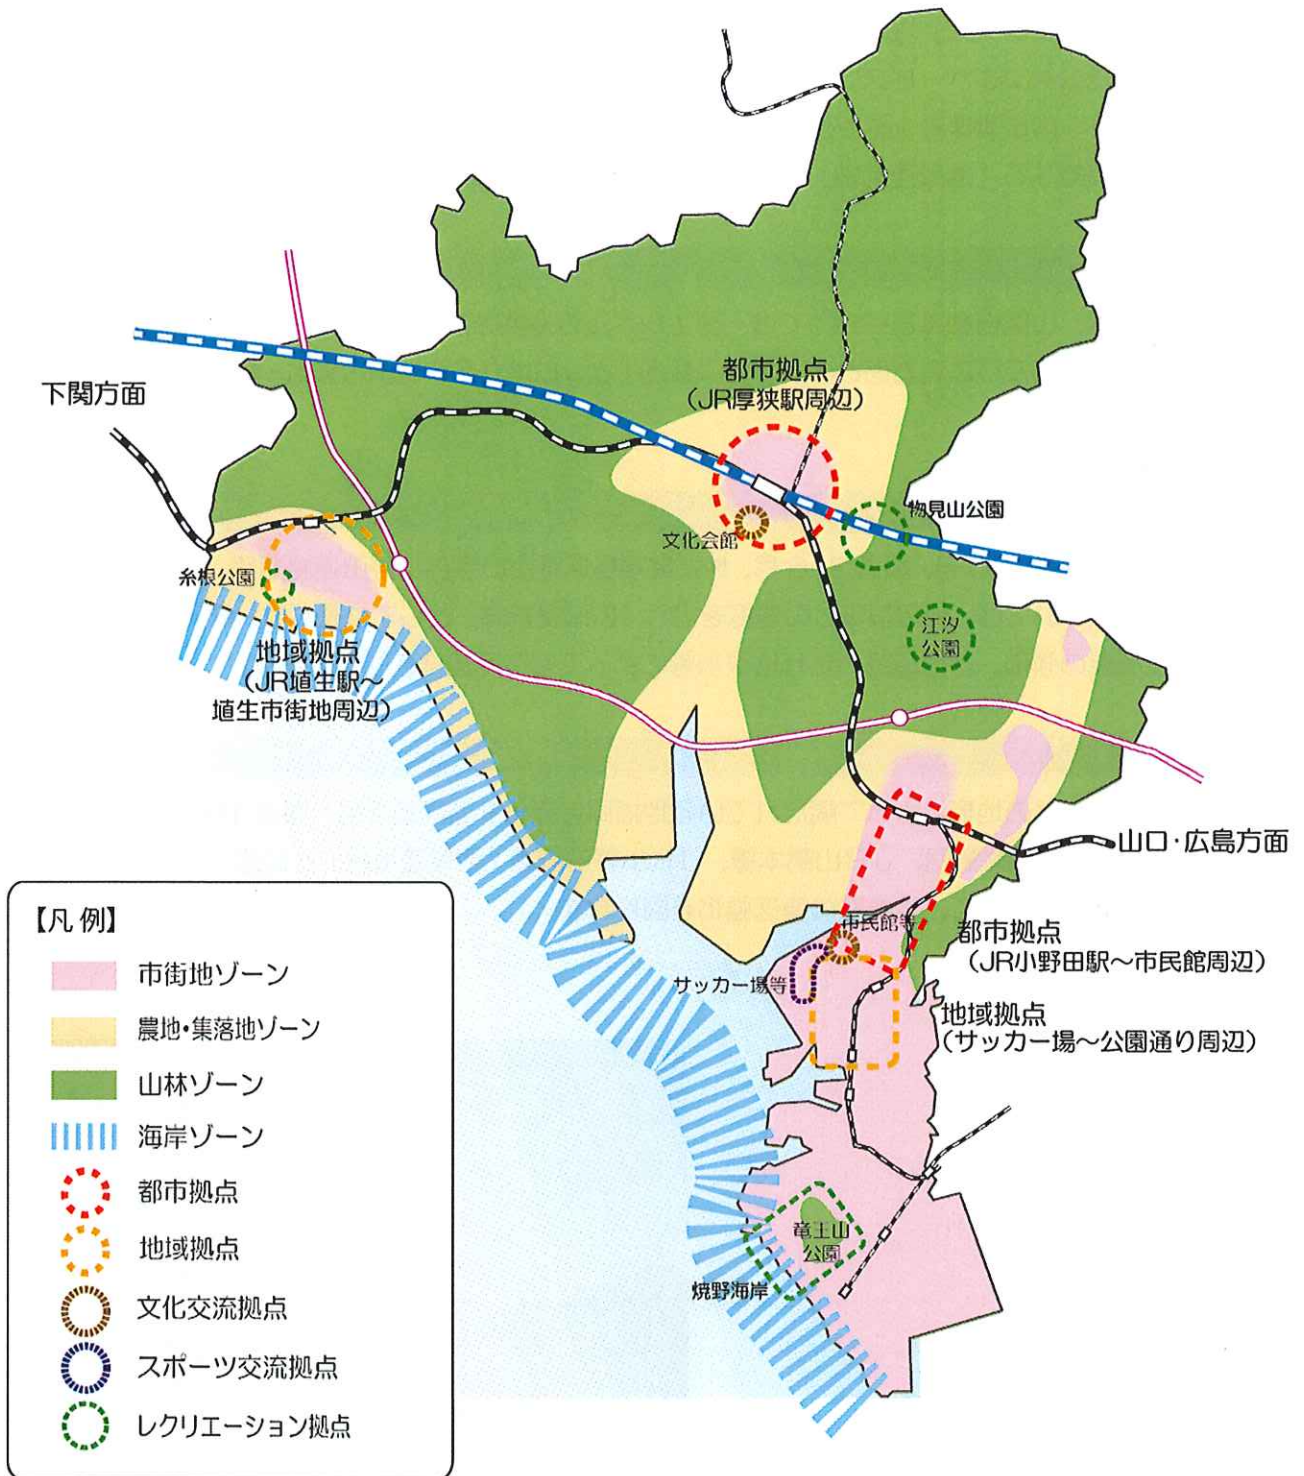 下関方面
都市拠点
（JR厚狭駅周辺）
物見山公園
文化会館
糸根公園
江汐
公園
地域拠点
（JR埴生駅～
埴生市街地周辺）
山口・広島方面
市民館等
都市拠点
（JR小野田駅～市民館周辺）
サッカー場等
地域拠点
（サッカー場～公園通り周辺）
竜王山
公園
焼野海岸
【凡例】
市街地ゾーン
農地・集落地ゾーン
山林ゾーン
海岸ゾーン
都市拠点
地域拠点
文化交流拠点
スポーツ交流拠点
レクリエーション拠点